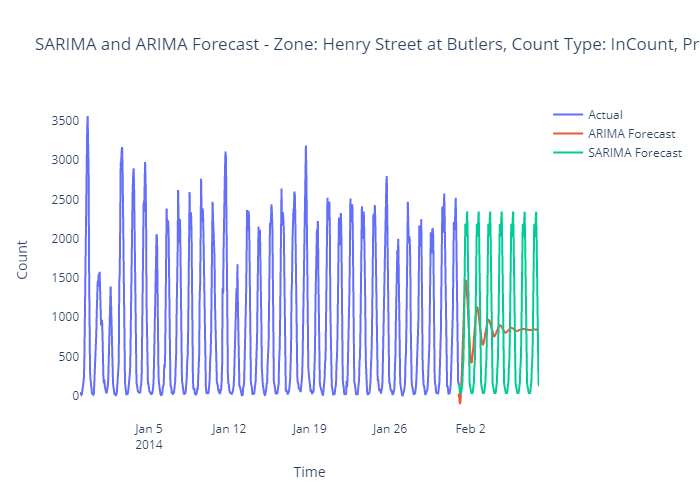 SARIMA and ARIMA Forecast - Zone: Henry Street at Butlers, Count Type: InCount, Pr
Actual
ARIMA Forecast
SARIMA Forecast
3500
3000
2500
2000
1500
1000
500
0
Count
Jan 5
2014
Jan 12
Jan 19
Jan 26
Feb 2
Time